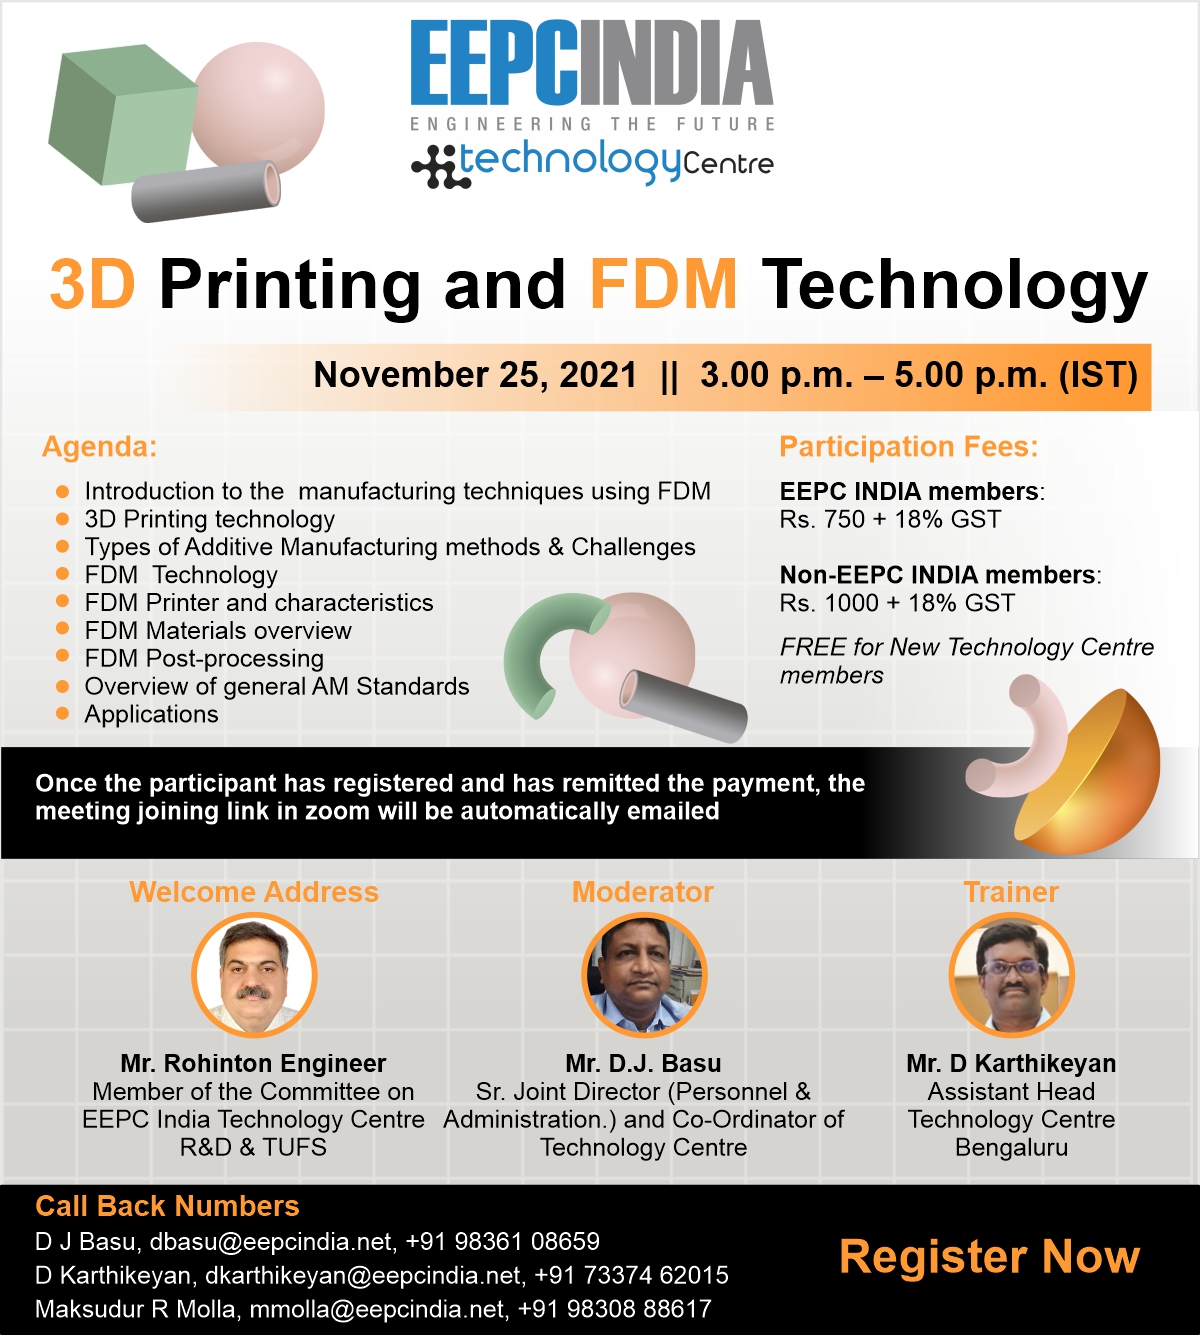 EEPCINDIA
ENGINEERING THE FUTURE
technologyCentre
3D Printing and FDM Technology
November 25, 2021 || 3.00 p.m. – 5.00 p.m. (IST)
Agenda:
Introduction to the manufacturing techniques using FDM
3D Printing technology
Types of Additive Manufacturing methods & Challenges
FDM Technology
FDM Printer and characteristics
FDM Materials overview
FDM Post-processing
Overview of general AM Standards
Applications
Participation Fees:
EEPC INDIA members:
Rs. 750 + 18% GST
Non-EEPC INDIA members:
Rs. 1000 + 18% GST
FREE for New Technology Centre
members
Once the participant has registered and has remitted the payment, the
meeting joining link in zoom will be automatically emailed
Welcome Address
Mr. Rohinton Engineer
Member of the Committee on
EEPC India Technology Centre
R&D & TUFS
Moderator
Mr. D.J. Basu
Sr. Joint Director (Personnel &
Administration.) and Co-Ordinator of
Technology Centre
Trainer
Mr. D Karthikeyan
Assistant Head
Technology Centre
Bengaluru
Call Back Numbers
D J Basu, dbasu@eepcindia.net, +91 98361 08659
D Karthikeyan, dkarthikeyan@eepcindia.net, +91 73374 62015
Maksudur R Molla, mmolla@eepcindia.net, +91 98308 88617
Register Now